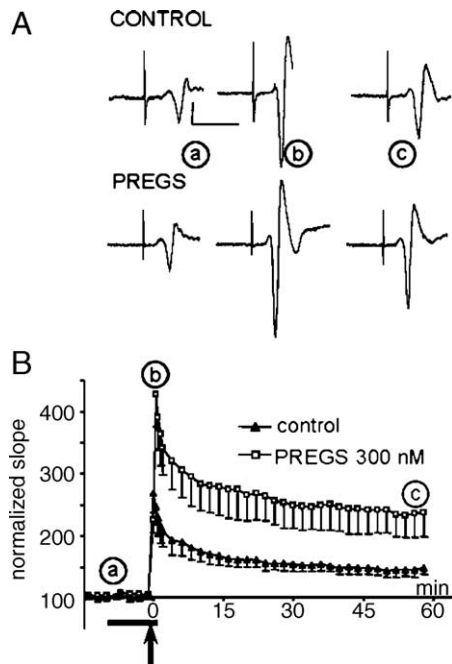 A
CONTROL
a
b
c
PREGS
B
b
control
PREGS 300 nM
c
a
normalized slope
400
300
200
100
0
15
30
45
60
min